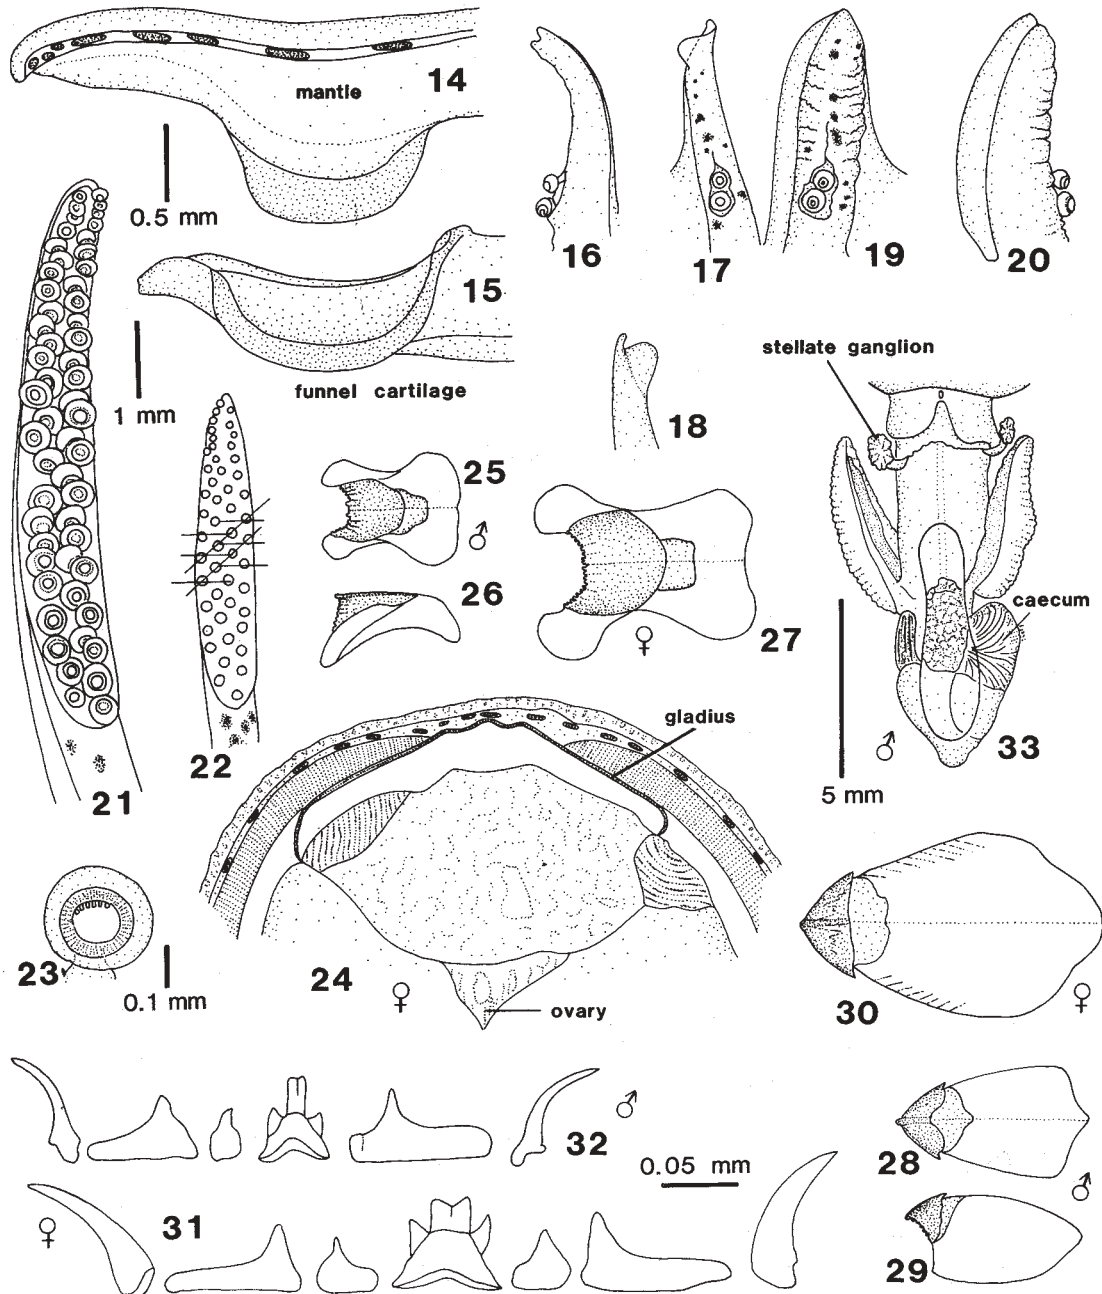 mantle
14
0.5 mm
15
funnel cartilage
1 mm
16
17
19
20
18
stellate ganglion
25
♂
26
27
♀
caecum
33
♂
5 mm
21
22
gladius
23
0.1 mm
24
♀
ovary
30
♀
32
♂
0.05 mm
28
♂
29
31
♀